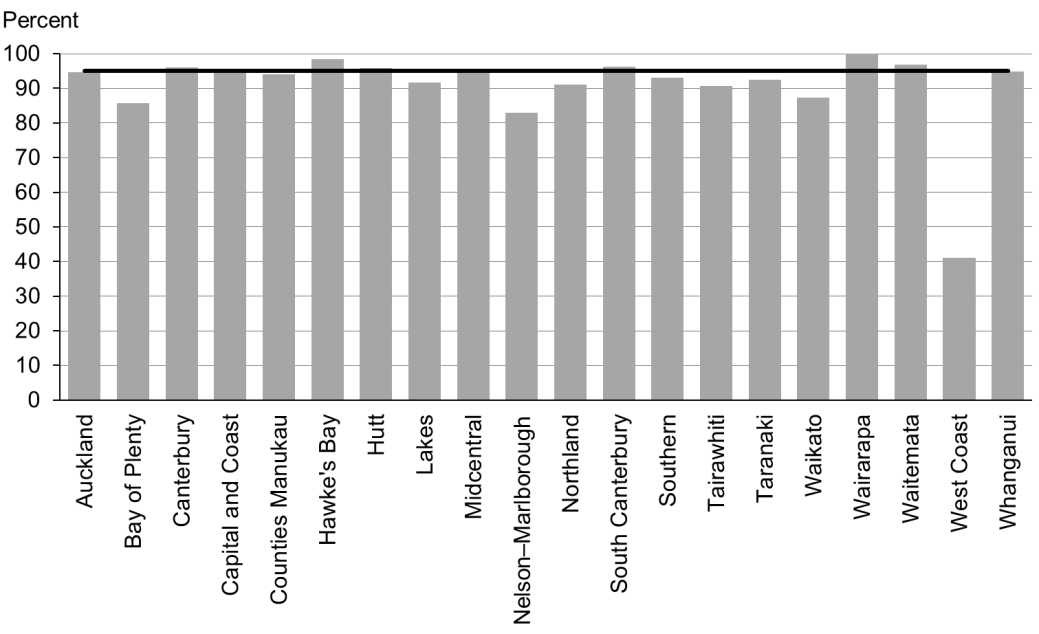 Percent
100
90
80
70
60
50
40
30
20
10
0
Auckland
Bay of Plenty
Canterbury
Capital and Coast
Counties Manukau
Hawke's Bay
Hutt
Lakes
Midcentral
Nelson–Marlborough
Northland
South Canterbury
Southern
Tairawhiti
Taranaki
Waikato
Wairarapa
Waitemata
West Coast
Whanganui